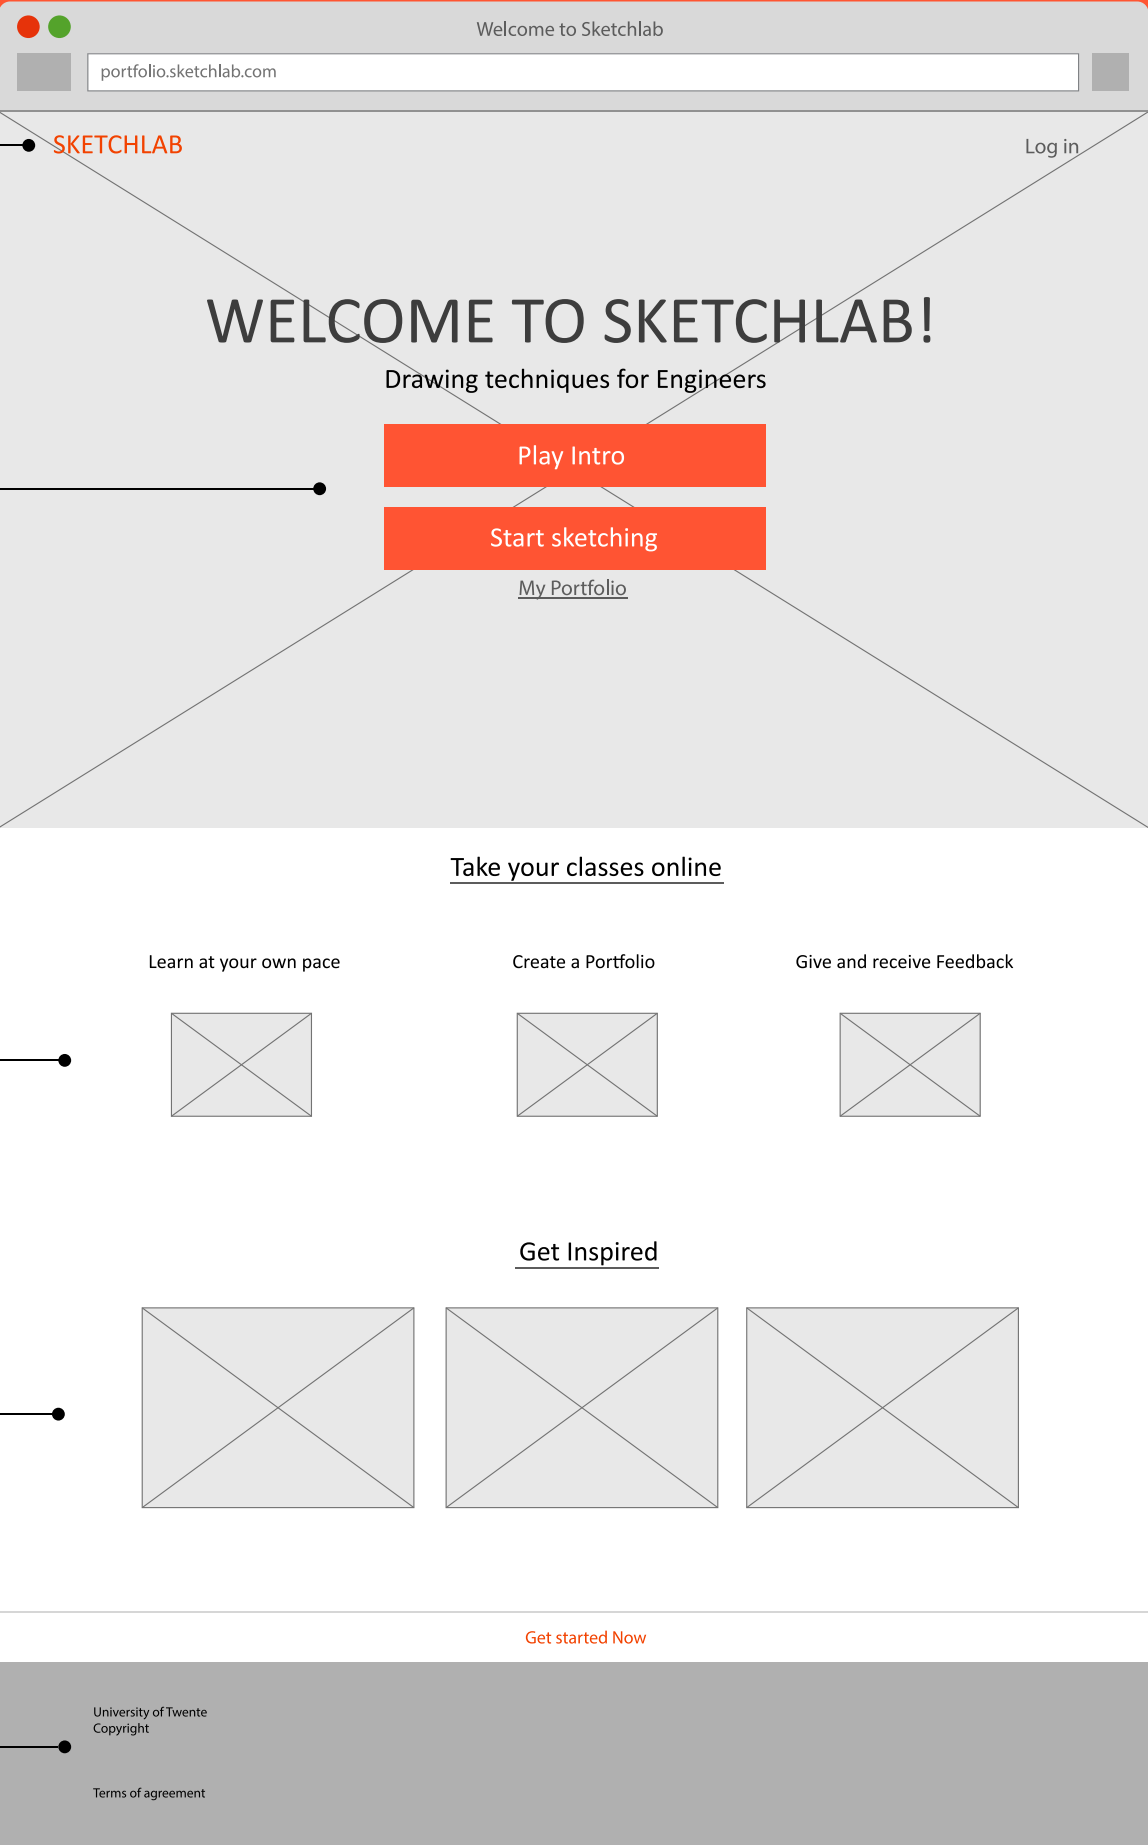 Welcome to Sketchlab
portfolio.sketchlab.com
SKETCHLAB
Log in
WELCOME TO SKETCHLAB!
Drawing techniques for Engineers
Play Intro
Start sketching
My Portfolio
Take your classes online
Learn at your own pace
Create a Portfolio
Give and receive Feedback
Get Inspired
Get started Now
University of Twente
Copyright
Terms of agreement